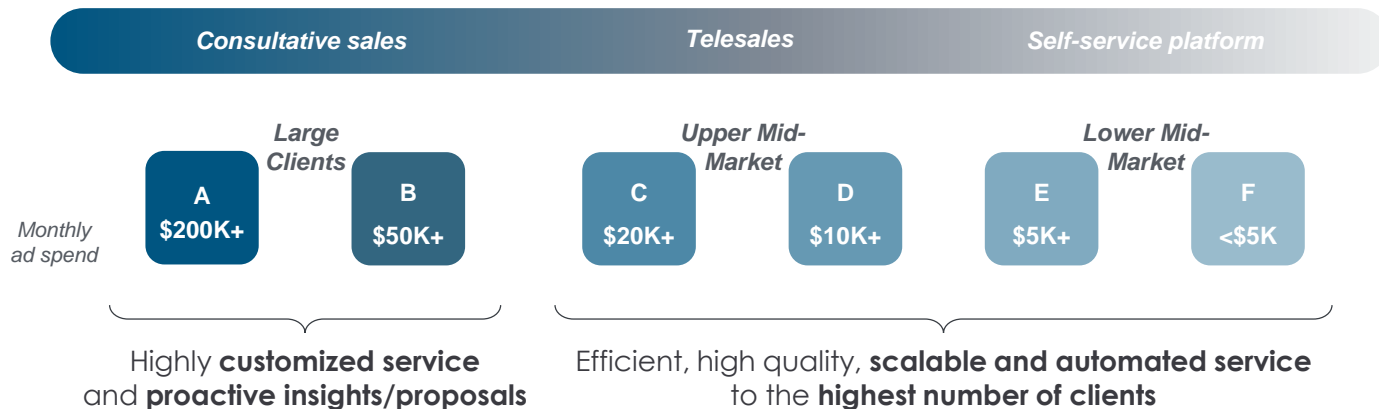 Consultative sales
Telesales
Self-service platform
Large
Clients
Upper Mid-
Market
Lower Mid-
Market
A
$200K+
B
$50K+
C
$20K+
D
$10K+
E
$5K+
F
<$5K
Monthly
ad spend
Highly customized service
and proactive insights/proposals
Efficient, high quality, scalable and automated service
to the highest number of clients